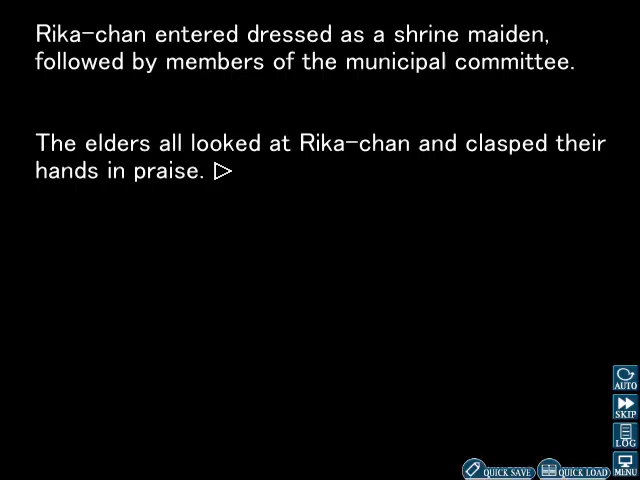 Rika-chan entered dressed as a shrine maiden,
followed by members of the municipal committee.
The elders all looked at Rika-chan and clasped their
hands in praise.
AUTO
SKIP
LOG
MENU
QUICK SAVE
QUICK LOAD